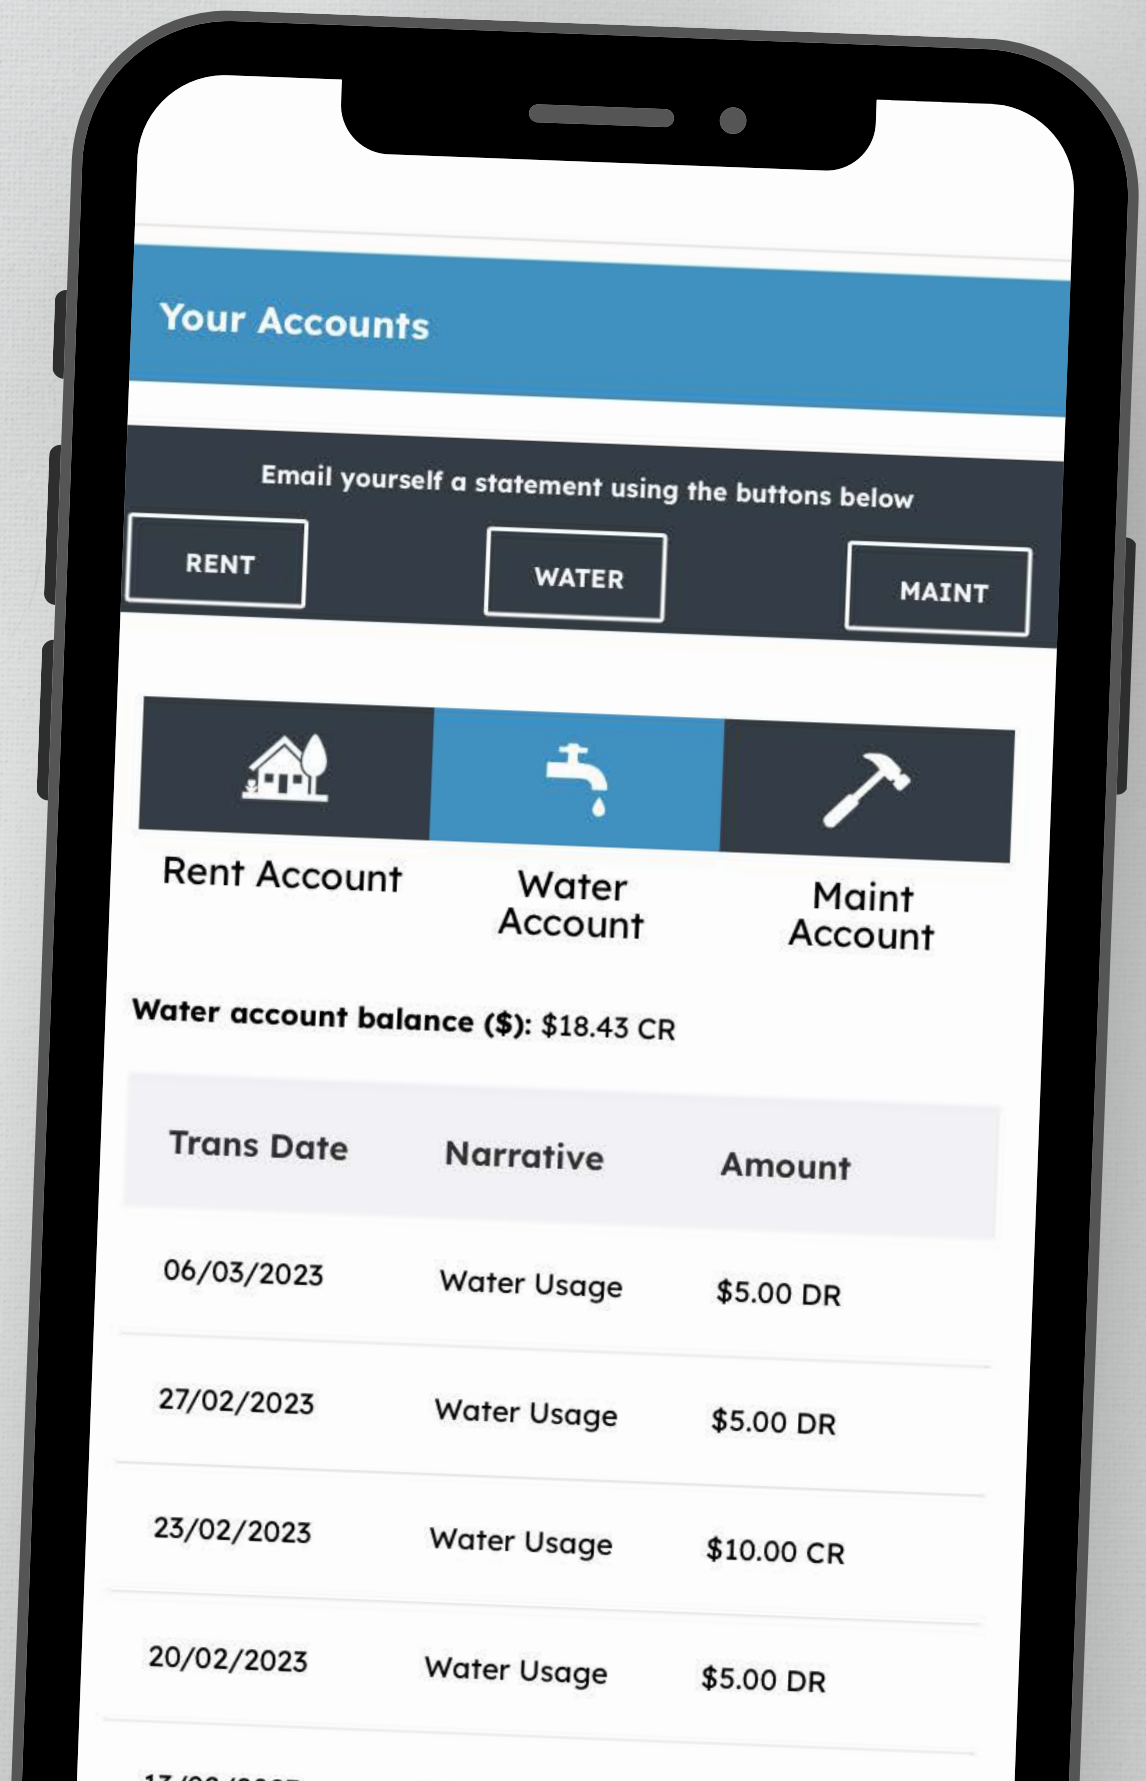 Your Accounts
Email yourself a statement using the buttons below
RENT WATER MAINT
Rent Account Water Account Maint Account
Water account balance ($): $18.43 CR
Trans Date Narrative Amount
06/03/2023 Water Usage $5.00 DR
27/02/2023 Water Usage $5.00 DR
23/02/2023 Water Usage $10.00 CR
20/02/2023 Water Usage $5.00 DR